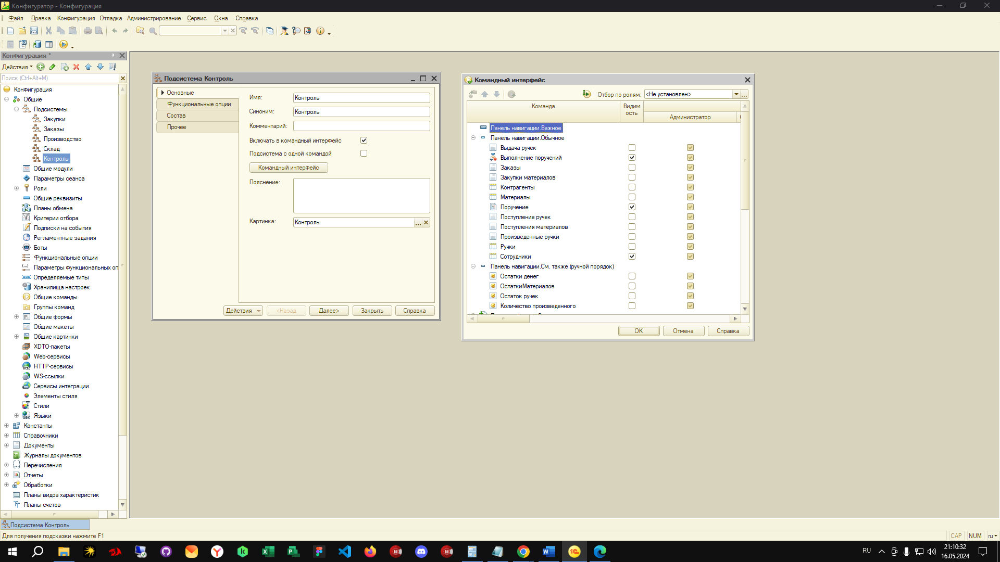 Конфигуратор - Конфигурация
Файл Правка Конфигурация Отладка Администрирование Сервис Окна Справка
Конфигурация *
Действия
Поиск (Ctrl+Alt+M)
Конфигурация
Общие
Подсистемы
Закупки
Заказы
Производство
Склад
Контроль
Общие модули
Параметры сеанса
Роли
Общие реквизиты
Планы обмена
Критерии отбора
Подписки на события
Регламентные задания
Боты
Функциональные опции
Параметры функциональных оп
Определяемые типы
Хранилища настроек
Общие команды
Группы команд
Общие формы
Общие макеты
Общие картинки
XDTO-пакеты
Web-сервисы
HTTP-сервисы
WS-ссылки
Сервисы интеграции
Элементы стиля
Стили
Языки
Константы
Справочники
Документы
Журналы документов
Перечисления
Отчеты
Обработки
Планы видов характеристик
Планы счетов
Подсистема Контроль
Основные
Функциональные опции
Состав
Прочее
Имя: Контроль
Синоним: Контроль
Комментарий:
Включать в командный интерфейс
Подсистема с одной командой
Командный интерфейс
Пояснение:
Картинка: Контроль
Действия <Назад Далее> Закрыть Справка
Командный интерфейс
Отбор по ролям: <Не установлен>
Команда Видим
ость
Администратор
Панель навигации.Важное
Панель навигации.Обычное
Выдача ручек
Выполнение поручений
Заказы
Закупки материалов
Контрагенты
Материалы
Поручение
Поступление ручек
Поступления материалов
Произведенные ручки
Ручки
Сотрудники
Панель навигации.См. также (ручной порядок)
Остатки денег
ОстаткиМатериалов
Остаток ручек
Количество произведенного
OK Отмена Справка
Подсистема Контроль
Для получения подсказки нажмите F1
CAP NUM ru
RU
21:10:32
16.05.2024